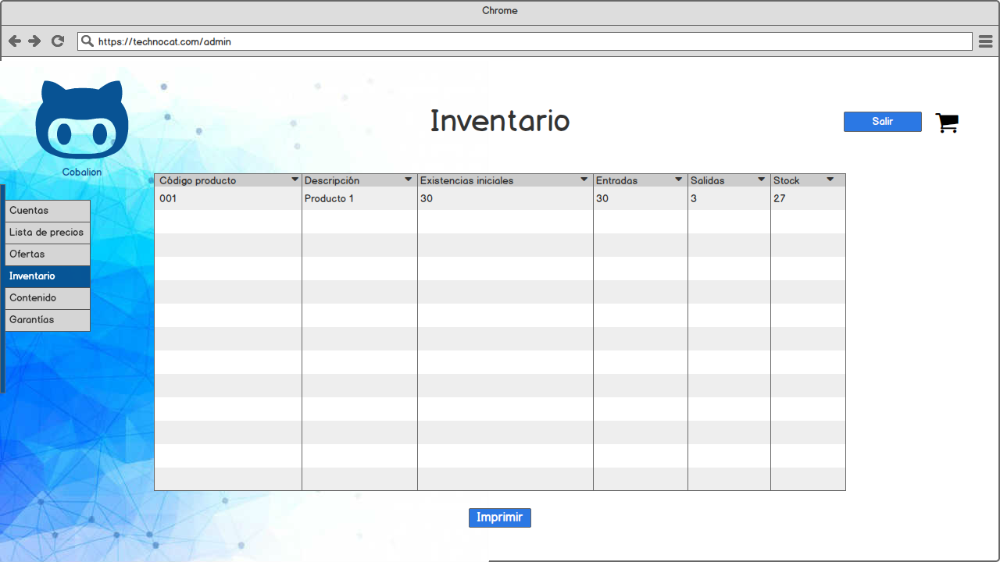 Chrome
https://technocat.com/admin
Inventario
Salir
Cobalion
Cuentas
Lista de precios
Ofertas
Inventario
Contenido
Garantías
Código producto Descripción Existencias iniciales Entradas Salidas Stock
001 Producto 1 30 30 3 27
Imprimir